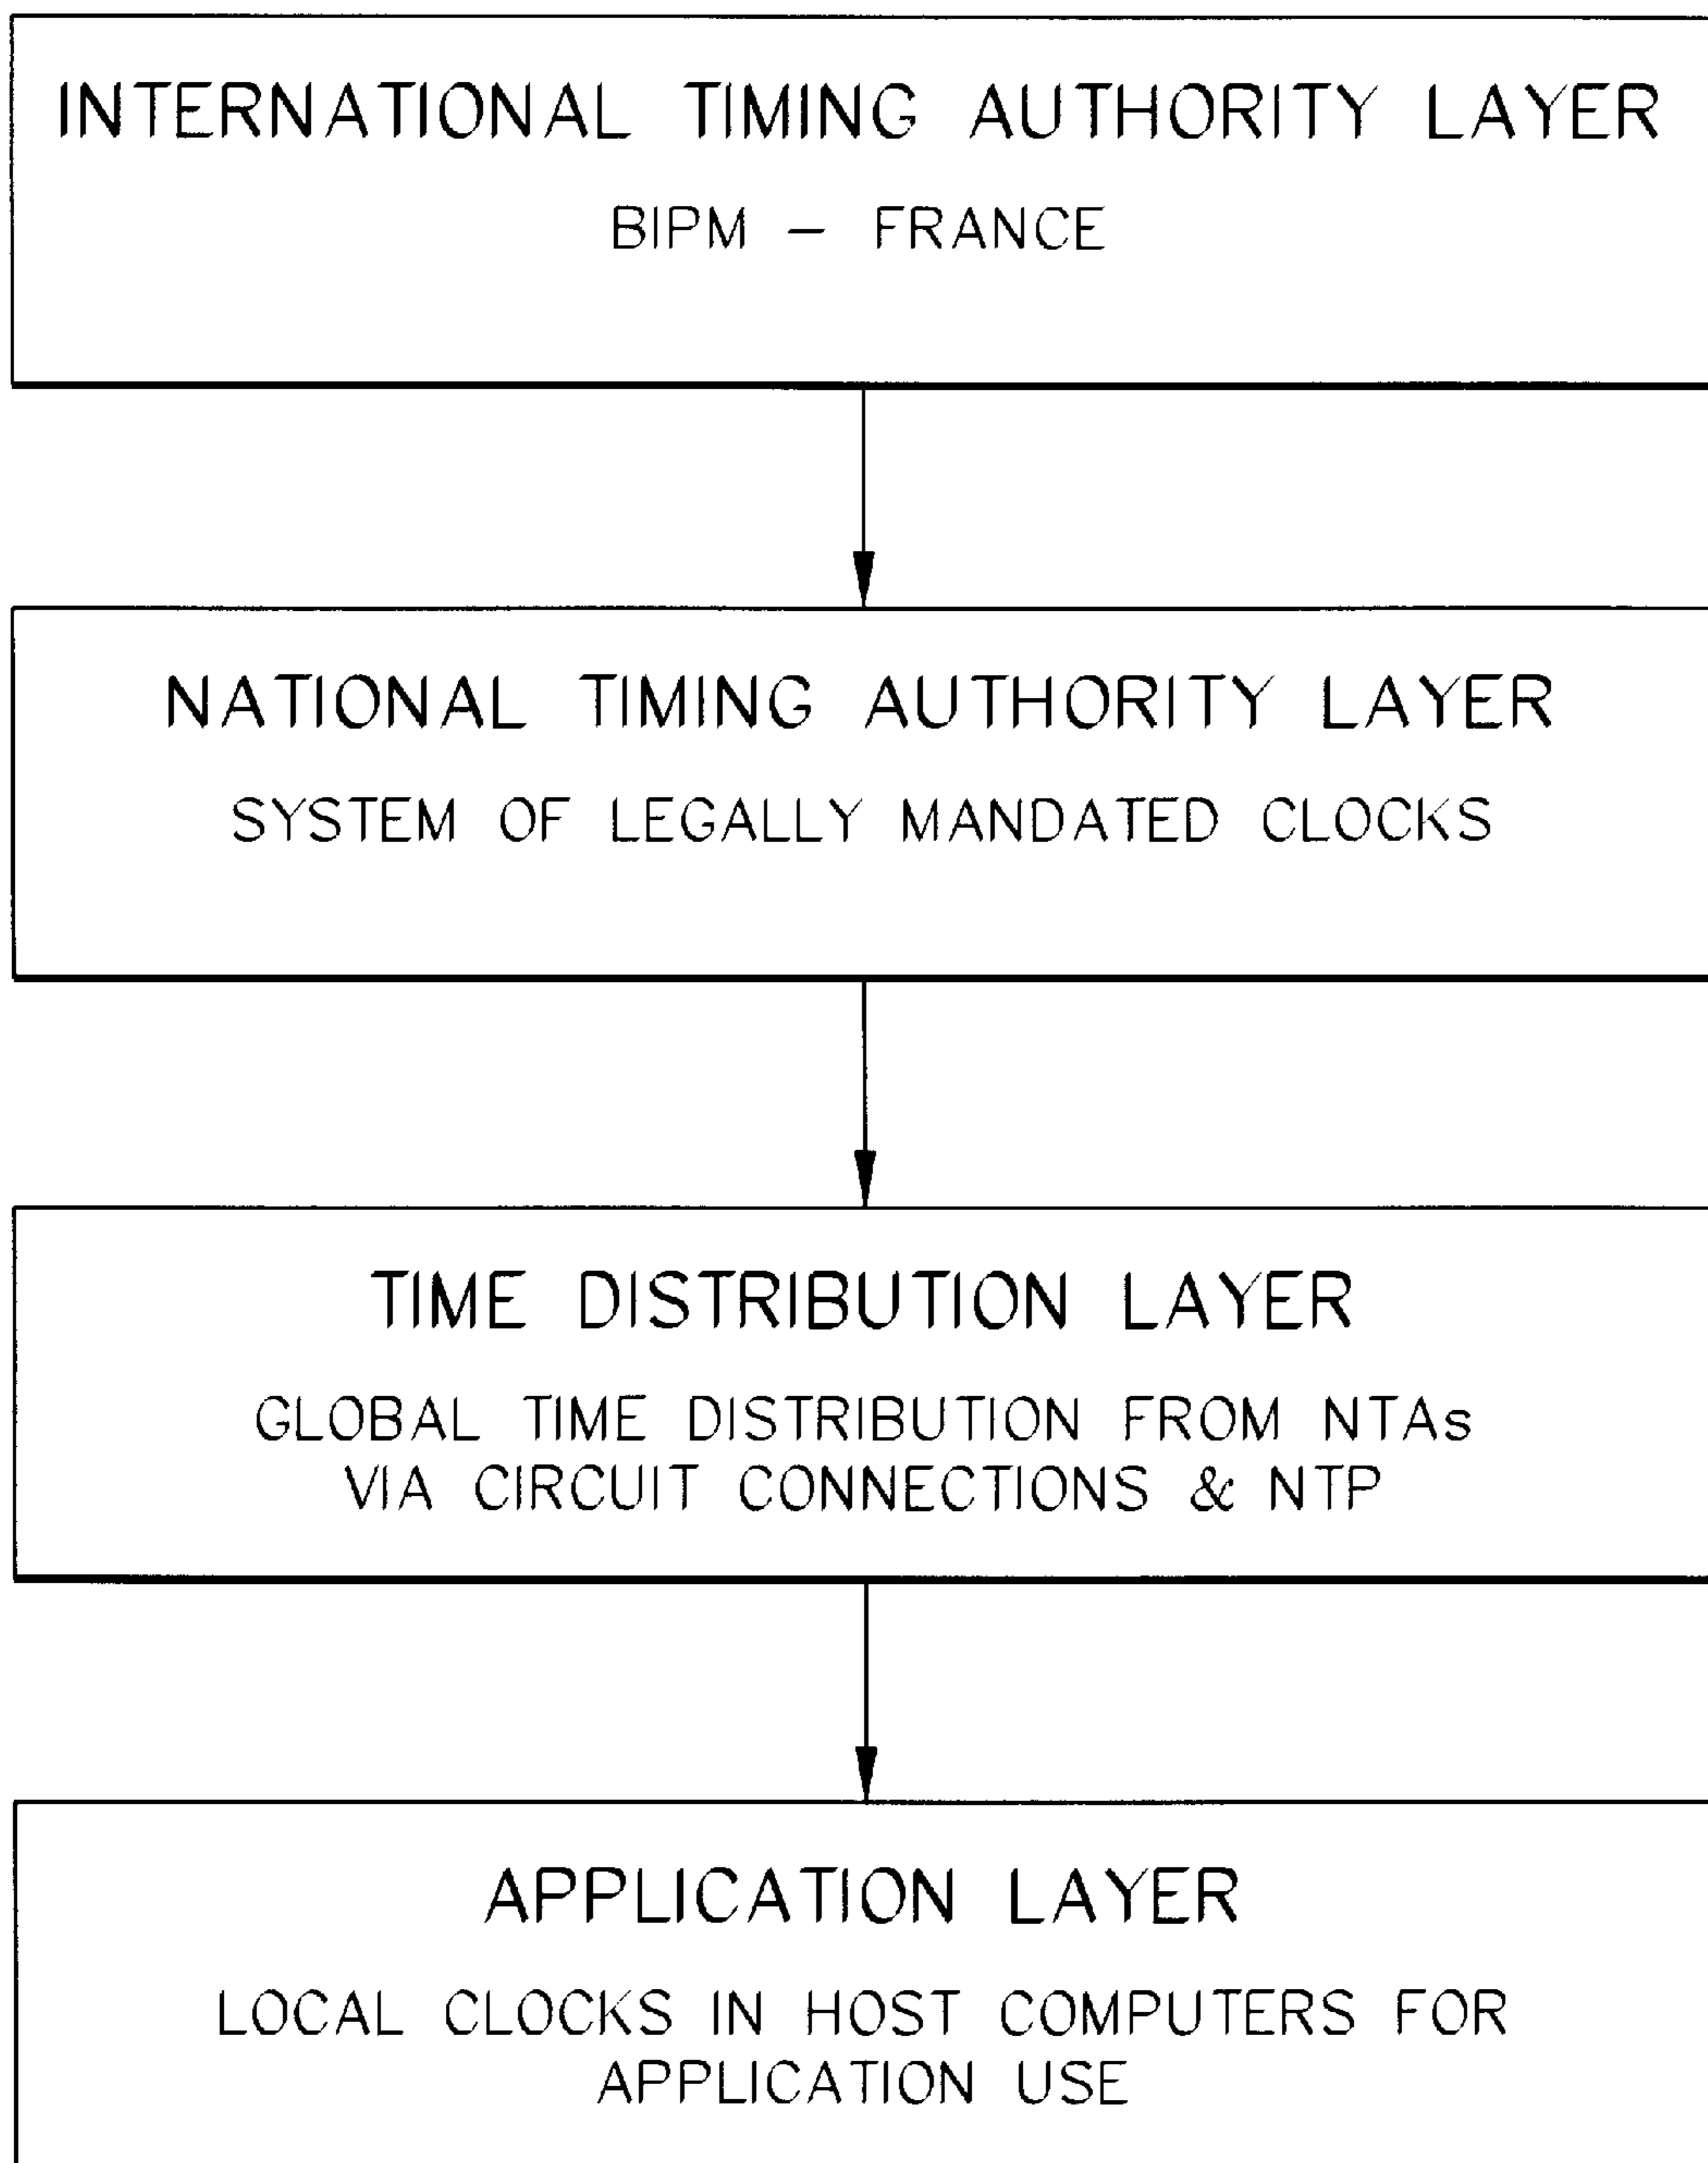 INTERNATIONAL TIMING AUTHORITY LAYER
BIPM – FRANCE
NATIONAL TIMING AUTHORITY LAYER
SYSTEM OF LEGALLY MANDATED CLOCKS
TIME DISTRIBUTION LAYER
GLOBAL TIME DISTRIBUTION FROM NTAs
VIA CIRCUIT CONNECTIONS & NTP
APPLICATION LAYER
LOCAL CLOCKS IN HOST COMPUTERS FOR
APPLICATION USE